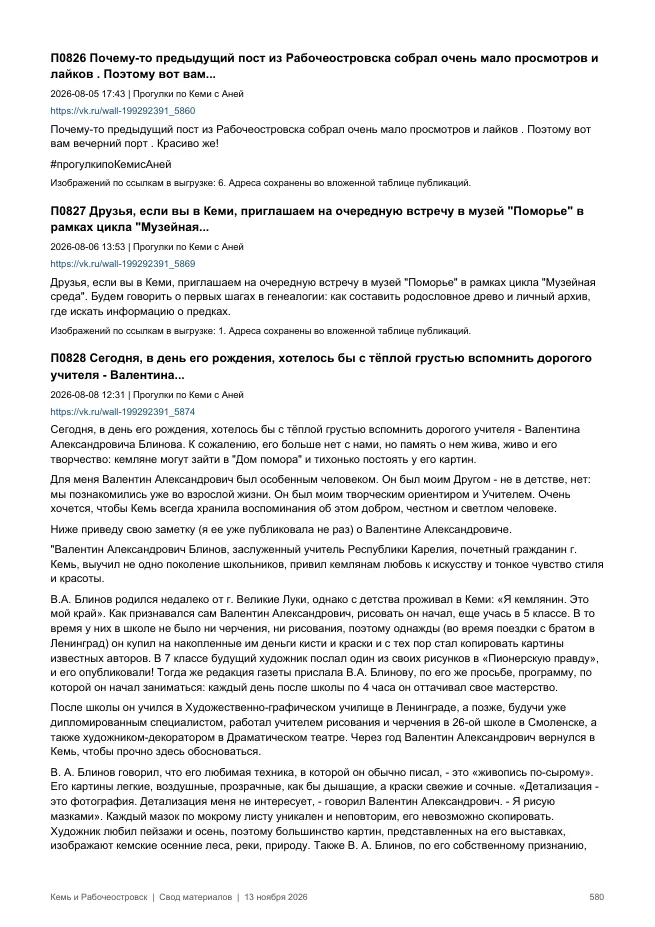 П0826 Почему-то предыдущий пост из Рабочеостровска собрал очень мало просмотров и
лайков . Поэтому вот вам...
2026-08-05 17:43 | Прогулки по Кеми с Аней
https://vk.ru/wall-199292391_5860
Почему-то предыдущий пост из Рабочеостровска собрал очень мало просмотров и лайков . Поэтому вот
вам вечерний порт . Красиво же!
#прогулкипоКемисАней
Изображений по ссылкам в выгрузке: 6. Адреса сохранены во вложенной таблице публикаций.
П0827 Друзья, если вы в Кеми, приглашаем на очередную встречу в музей "Поморье" в
рамках цикла "Музейная...
2026-08-06 13:53 | Прогулки по Кеми с Аней
https://vk.ru/wall-199292391_5869
Друзья, если вы в Кеми, приглашаем на очередную встречу в музей "Поморье" в рамках цикла "Музейная
среда". Будем говорить о первых шагах в генеалогии: как составить родословное древо и личный архив,
где искать информацию о предках.
Изображений по ссылкам в выгрузке: 1. Адреса сохранены во вложенной таблице публикаций.
П0828 Сегодня, в день его рождения, хотелось бы с тёплой грустью вспомнить дорогого
учителя - Валентина...
2026-08-08 12:31 | Прогулки по Кеми с Аней
https://vk.ru/wall-199292391_5874
Сегодня, в день его рождения, хотелось бы с тёплой грустью вспомнить дорогого учителя - Валентина
Александровича Блинова. К сожалению, его больше нет с нами, но память о нем жива, живо и его
творчество: кемляне могут зайти в "Дом помора" и тихонько постоять у его картин.
Для меня Валентин Александрович был особенным человеком. Он был моим Другом - не в детстве, нет:
мы познакомились уже во взрослой жизни. Он был моим творческим ориентиром и Учителем. Очень
хочется, чтобы Кемь всегда хранила воспоминания об этом добром, честном и светлом человеке.
Ниже приведу свою заметку (я ее уже публиковала не раз) о Валентине Александровиче.
"Валентин Александрович Блинов, заслуженный учитель Республики Карелия, почетный гражданин г.
Кемь, выучил не одно поколение школьников, привил кемлянам любовь к искусству и тонкое чувство стиля
и красоты.
В.А. Блинов родился недалеко от г. Великие Луки, однако с детства проживал в Кеми: «Я кемлянин. Это
мой край». Как признавался сам Валентин Александрович, рисовать он начал, еще учась в 5 классе. В то
время у них в школе не было ни черчения, ни рисования, поэтому однажды (во время поездки с братом в
Ленинград) он купил на накопленные им деньги кисти и краски и с тех пор стал копировать картины
известных авторов. В 7 классе будущий художник послал один из своих рисунков в «Пионерскую правду»,
и его опубликовали! Тогда же редакция газеты прислала В.А. Блинову, по его же просьбе, программу, по
которой он начал заниматься: каждый день после школы по 4 часа он оттачивал свое мастерство.
После школы он учился в Художественно-графическом училище в Ленинграде, а позже, будучи уже
дипломированным специалистом, работал учителем рисования и черчения в 26-ой школе в Смоленске, а
также художником-декоратором в Драматическом театре. Через год Валентин Александрович вернулся в
Кемь, чтобы прочно здесь обосноваться.
В. А. Блинов говорил, что его любимая техника, в которой он обычно писал, - это «живопись по-сырому».
Его картины легкие, воздушные, прозрачные, как бы дышащие, а краски свежие и сочные. «Детализация -
это фотография. Детализация меня не интересует, - говорил Валентин Александрович. - Я рисую
мазками». Каждый мазок по мокрому листу уникален и неповторим, его невозможно скопировать.
Художник любил пейзажи и осень, поэтому большинство картин, представленных на его выставках,
изображают кемские осенние леса, реки, природу. Также В. А. Блинов, по его собственному признанию,
Кемь и Рабочеостровск | Свод материалов | 13 ноября 2026
580